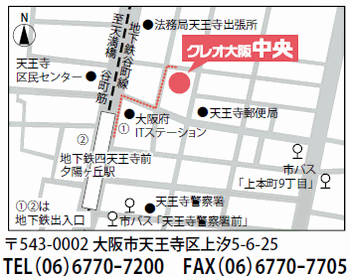 N
法務局天王寺出張所
クレオ大阪中央
地下鉄谷町線
至天満橋
谷町筋
天王寺
区民センター
天王寺郵便局
大阪府
ITステーション
①
②
地下鉄四天王寺前
夕陽ヶ丘駅
市バス
「上本町9丁目」
①②は
地下鉄出入口
天王寺警察署
市バス「天王寺警察署前」
〒543-0002 大阪市天王寺区上汐5-6-25
TEL(06)6770-7200 FAX(06)6770-7705